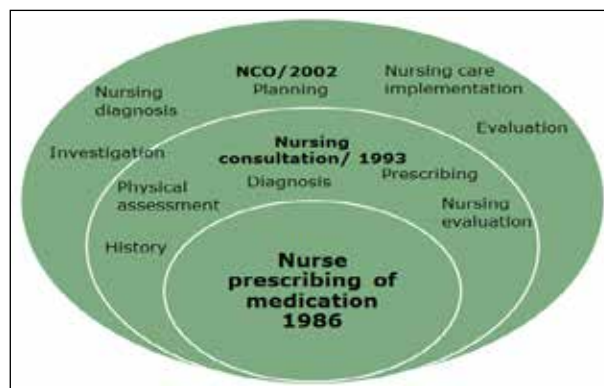 NCO/2002
Planning
Nursing
diagnosis
Nursing care
implementation
Investigation
Evaluation
Nursing
consultation/ 1993
Diagnosis
Prescribing
Physical
assessment
History
Nursing
evaluation
Nurse
prescribing of
medication
1986